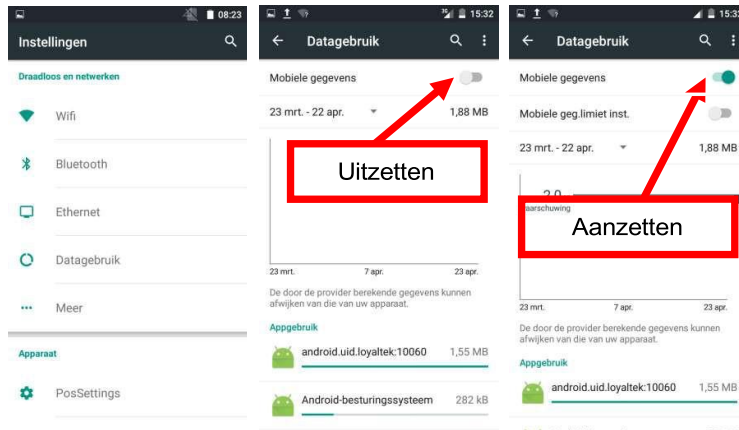 08:23
Instellingen
Draadloos en netwerken
Wifi
Bluetooth
Ethernet
Datagebruik
Meer
Apparaat
PosSettings
15:32
Datagebruik
Mobiele gegevens
23 mrt. - 22 apr.
1,88 MB
Uitzetten
23 mrt.
7 apr.
23 apr.
De door de provider berekende gegevens kunnen
afwijken van die van uw apparaat.
Appgebruik
android.uid.loyaltek:10060
1,55 MB
Android-besturingssysteem
282 kB
15:32
Datagebruik
Mobiele gegevens
Mobiele geg.limiet inst.
23 mrt. - 22 apr.
1,88 MB
2,0
aarschuwing
Aanzetten
23 mrt.
7 apr.
23 apr.
De door de provider berekende gegevens kunnen
afwijken van die van uw apparaat.
Appgebruik
android.uid.loyaltek:10060
1,55 MB